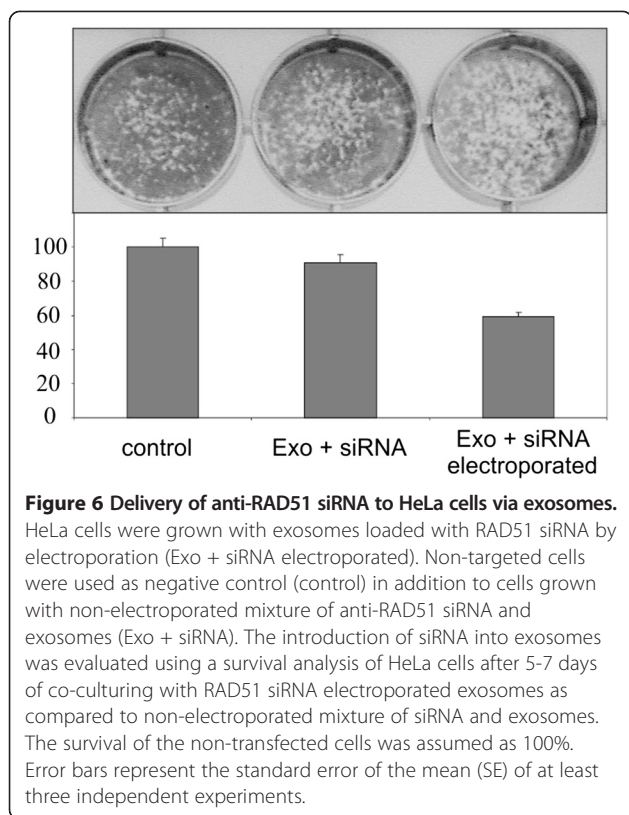 100
80
60
40
20
0
control
Exo + siRNA
Exo + siRNA
electroporated
Figure 6 Delivery of anti-RAD51 siRNA to HeLa cells via exosomes.
HeLa cells were grown with exosomes loaded with RAD51 siRNA by
electroporation (Exo + siRNA electroporated). Non-targeted cells
were used as negative control (control) in addition to cells grown
with non-electroporated mixture of anti-RAD51 siRNA and
exosomes (Exo + siRNA). The introduction of siRNA into exosomes
was evaluated using a survival analysis of HeLa cells after 5-7 days
of co-culturing with RAD51 siRNA electroporated exosomes as
compared to non-electroporated mixture of siRNA and exosomes.
The survival of the non-transfected cells was assumed as 100%.
Error bars represent the standard error of the mean (SE) of at least
three independent experiments.